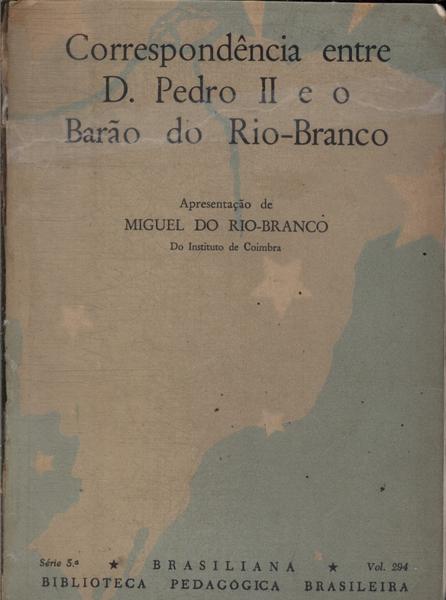 Correspondência entre
D. Pedro II e o
Barão do Rio-Branco
Apresentação de
MIGUEL DO RIO-BRANCO
Do Instituto de Coimbra
Série 5.ª ★ BRASILIANA ★ Vol. 294
BIBLIOTECA PEDAGÓGICA BRASILEIRA